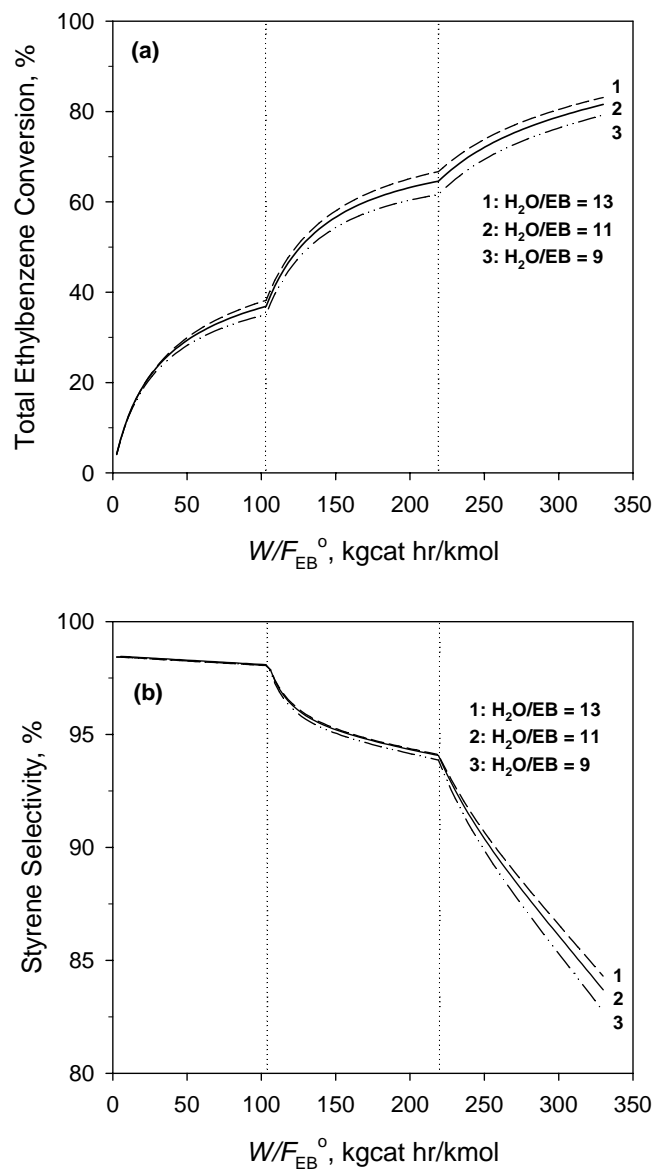 100
(a)
80
60
40
20
0
Total Ethylbenzene Conversion, %
1
2
3
1: H₂O/EB = 13
2: H₂O/EB = 11
3: H₂O/EB = 9
0 50 100 150 200 250 300 350
W/F_EB°, kgcat hr/kmol
100
(b)
95
90
85
80
Styrene Selectivity, %
1: H₂O/EB = 13
2: H₂O/EB = 11
3: H₂O/EB = 9
1
2
3
0 50 100 150 200 250 300 350
W/F_EB°, kgcat hr/kmol